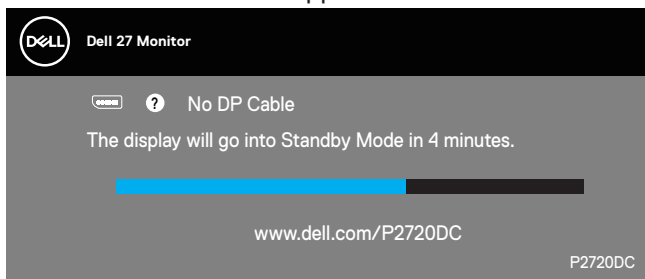 DELL
Dell 27 Monitor
? No DP Cable
The display will go into Standby Mode in 4 minutes.
www.dell.com/P2720DC
P2720DC